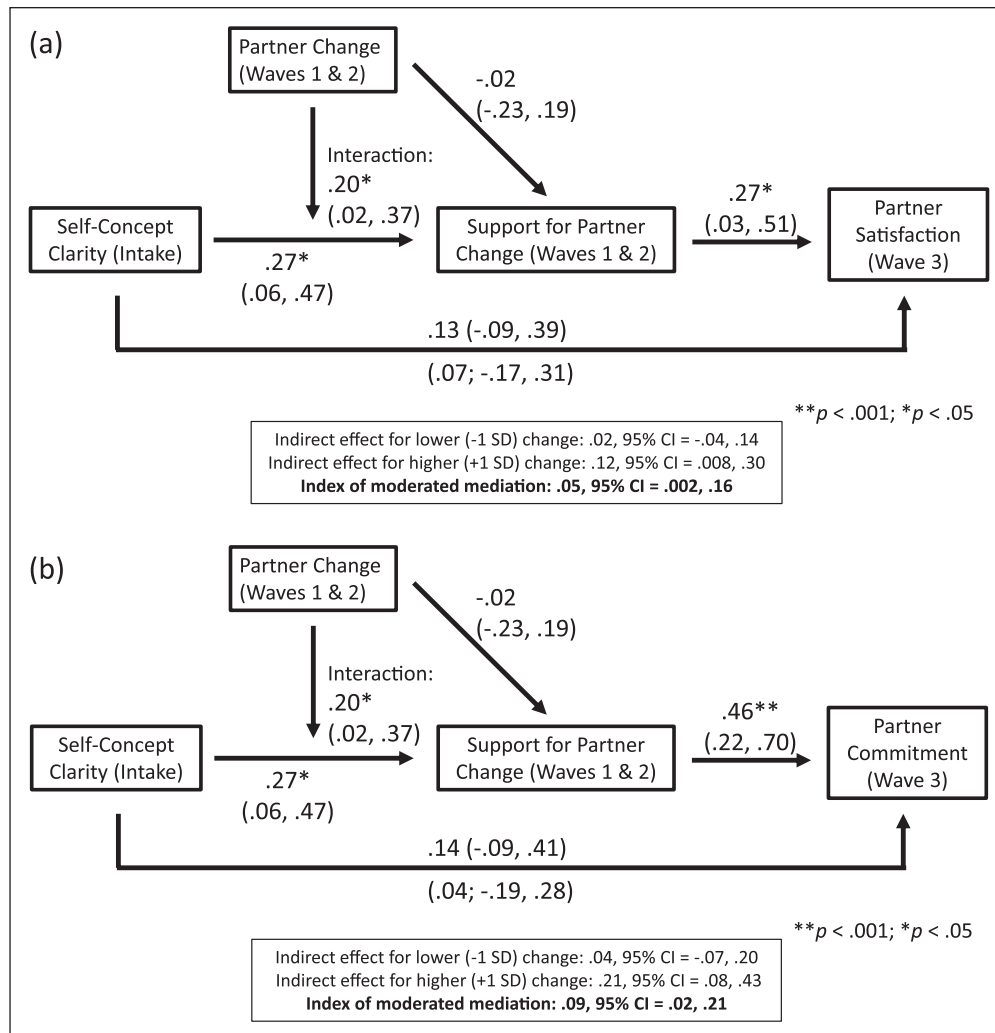 (a)
Partner Change
(Waves 1 & 2)
-.02
(-.23, .19)
Interaction:
.20*
(.02, .37)
Self-Concept
Clarity (Intake)
.27*
(.06, .47)
Support for Partner
Change (Waves 1 & 2)
.27*
(.03, .51)
Partner
Satisfaction
(Wave 3)
.13 (-.09, .39)
(.07; -.17, .31)
**p < .001; *p < .05
Indirect effect for lower (-1 SD) change: .02, 95% CI = -.04, .14
Indirect effect for higher (+1 SD) change: .12, 95% CI = .008, .30
Index of moderated mediation: .05, 95% CI = .002, .16
(b)
Partner Change
(Waves 1 & 2)
-.02
(-.23, .19)
Interaction:
.20*
(.02, .37)
Self-Concept
Clarity (Intake)
.27*
(.06, .47)
Support for Partner
Change (Waves 1 & 2)
.46**
(.22, .70)
Partner
Commitment
(Wave 3)
.14 (-.09, .41)
(.04; -.19, .28)
**p < .001; *p < .05
Indirect effect for lower (-1 SD) change: .04, 95% CI = -.07, .20
Indirect effect for higher (+1 SD) change: .21, 95% CI = .08, .43
Index of moderated mediation: .09, 95% CI = .02, .21